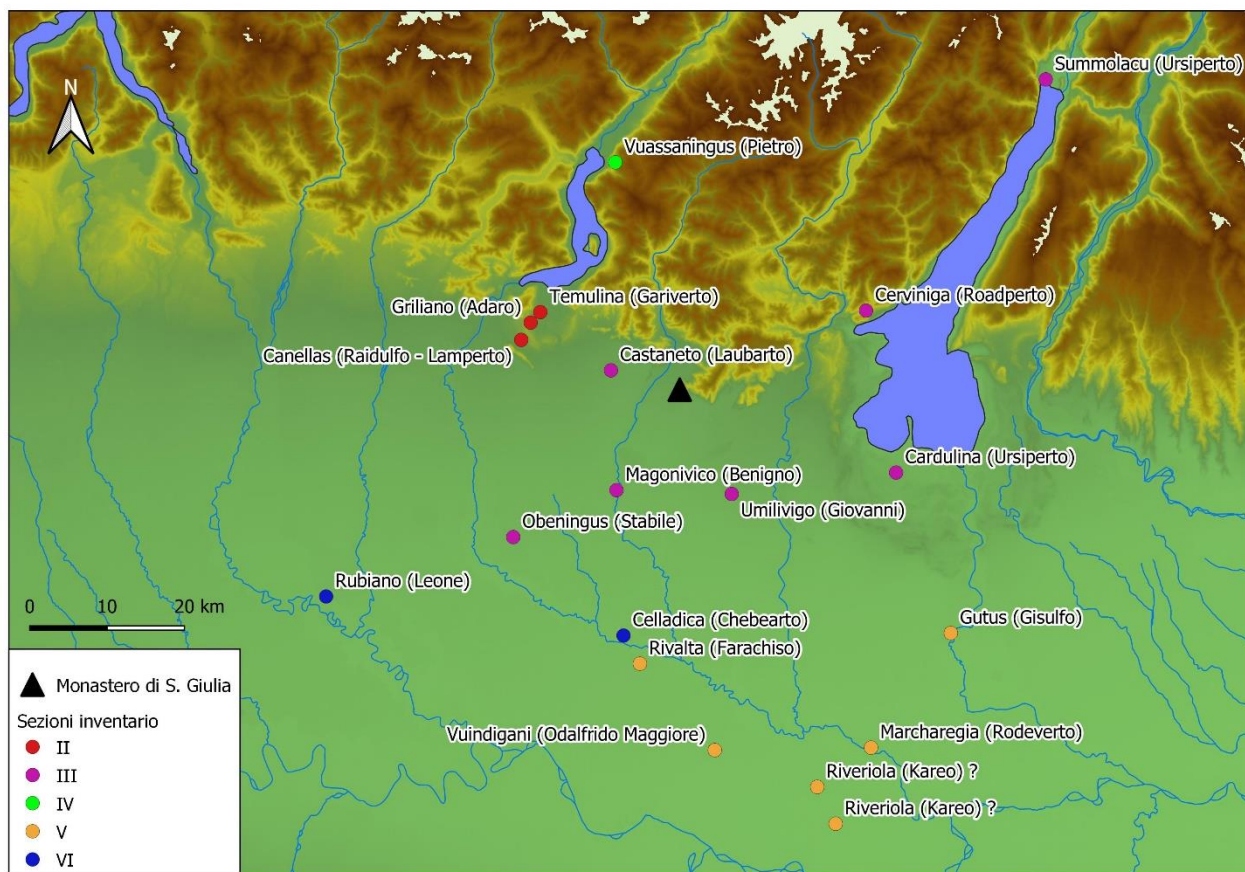 Summolacu (Ursiperto)
N
Vuassaningus (Pietro)
Temulina (Gariverto)
Cerviniga (Roadperto)
Griliano (Adaro)
Canellas (Raidulfo - Lamperto)
Castaneto (Laubarto)
Cardulina (Ursiperto)
Magonivico (Benigno)
Umilivigo (Giovanni)
Obeningus (Stabile)
Rubiano (Leone)
0 10 20 km
Celladica (Chebearto)
Gutus (Gisulfo)
Rivalta (Farachiso)
Vuindigani (Odalfrido Maggiore)
Marcharegia (Rodeverto)
Riveriola (Kareo) ?
Riveriola (Kareo) ?
Monastero di S. Giulia
Sezioni inventario
II
III
IV
V
VI